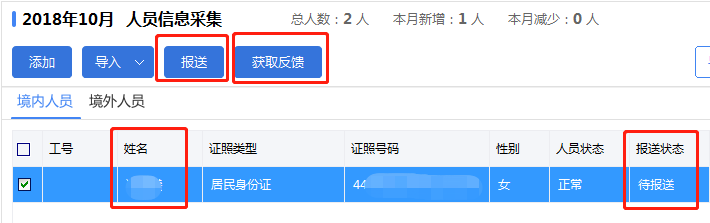 2018年10月 人员信息采集 总人数：2 人 本月新增：1 人 本月减少：0 人
添加 导入 报送 获取反馈
境内人员 境外人员
工号 姓名 证照类型 证照号码 性别 人员状态 报送状态
居民身份证 44 女 正常 待报送